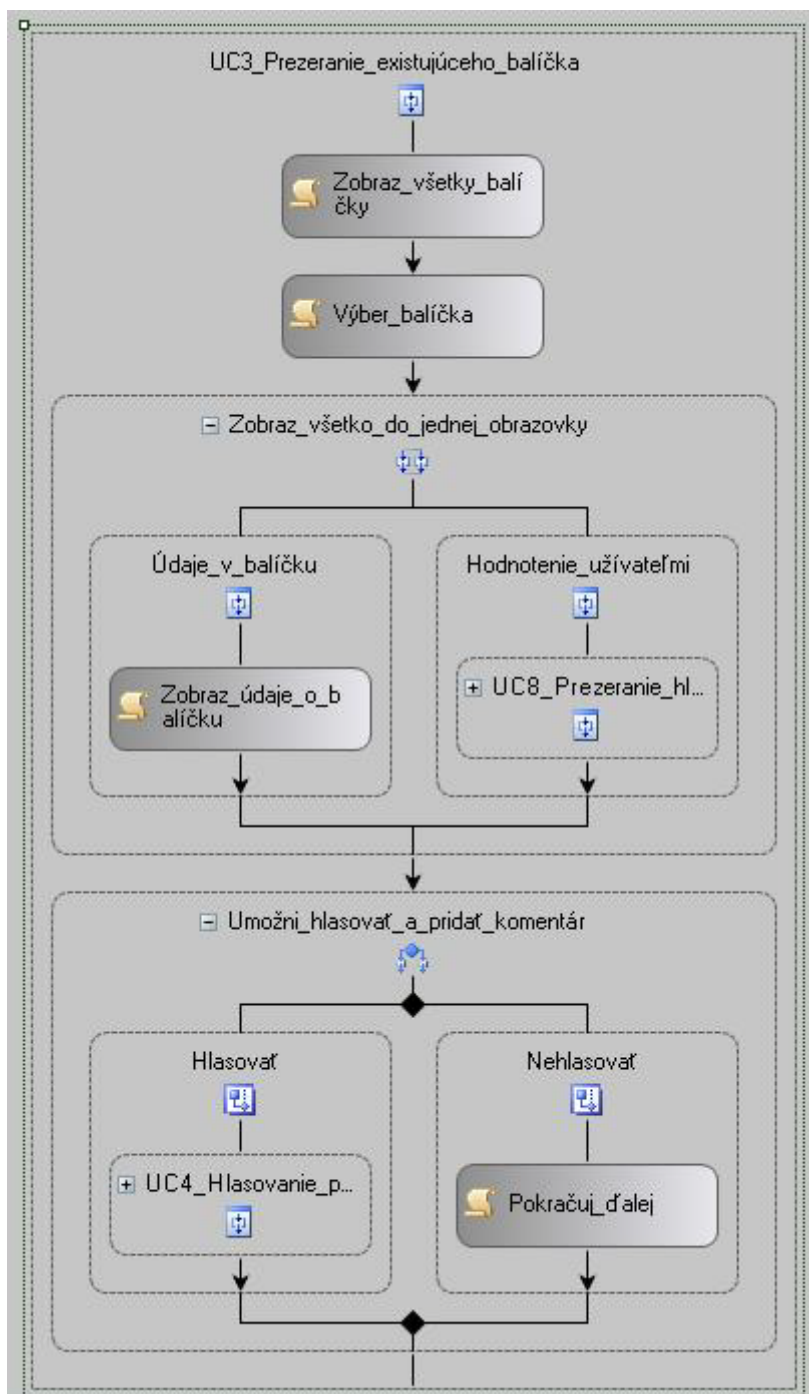 UC3_Prezeranie_existujúceho_balíčka
Zobraz_všetky_balí
čky
Výber_balíčka
Zobraz_všetko_do_jednej_obrazovky
Údaje_v_balíčku
Hodnotenie_užívateľmi
Zobraz_údaje_o_b
alíčku
UC8_Prezeranie_hl...
Umožni_hlasovať_a_pridať_komentár
Hlasovať
Nehlasovať
UC4_Hlasovanie_p...
Pokračuj_ďalej